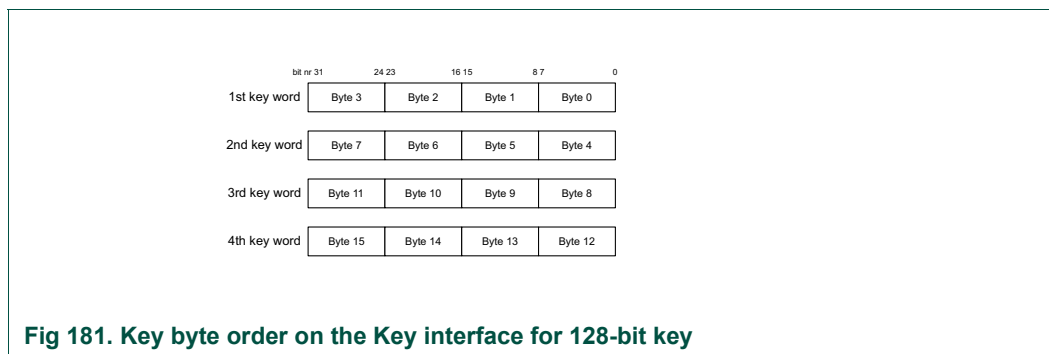 bit nr 31 24 23 16 15 8 7 0
1st key word Byte 3 Byte 2 Byte 1 Byte 0
2nd key word Byte 7 Byte 6 Byte 5 Byte 4
3rd key word Byte 11 Byte 10 Byte 9 Byte 8
4th key word Byte 15 Byte 14 Byte 13 Byte 12
Fig 181. Key byte order on the Key interface for 128-bit key